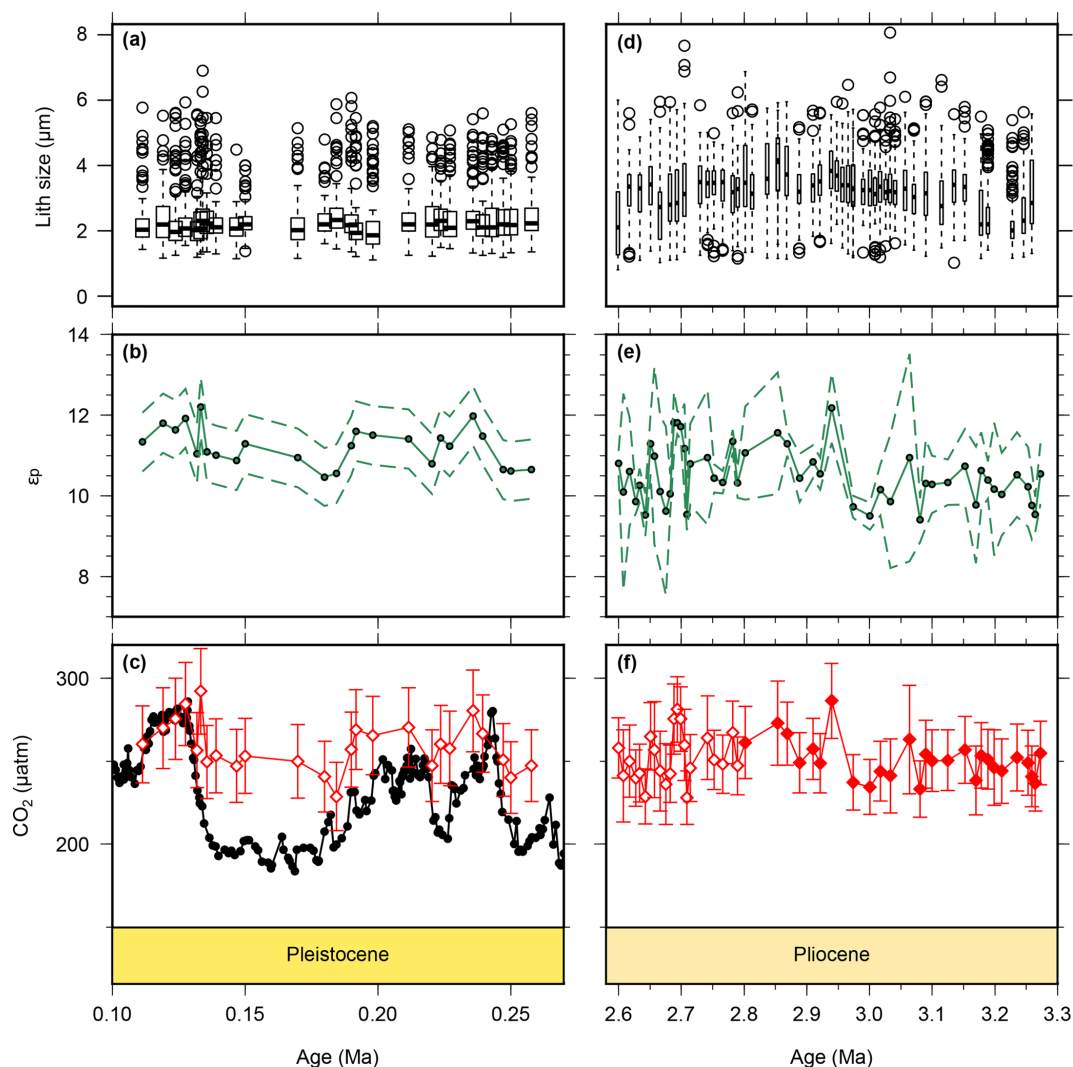 (a)
(d)
Lith size (μm)
8
6
4
2
0
(b)
(e)
εp
14
12
10
8
(c)
(f)
CO₂ (μatm)
300
200
Pleistocene
Pliocene
0.10 0.15 0.20 0.25
2.6 2.7 2.8 2.9 3.0 3.1 3.2 3.3
Age (Ma)
Age (Ma)